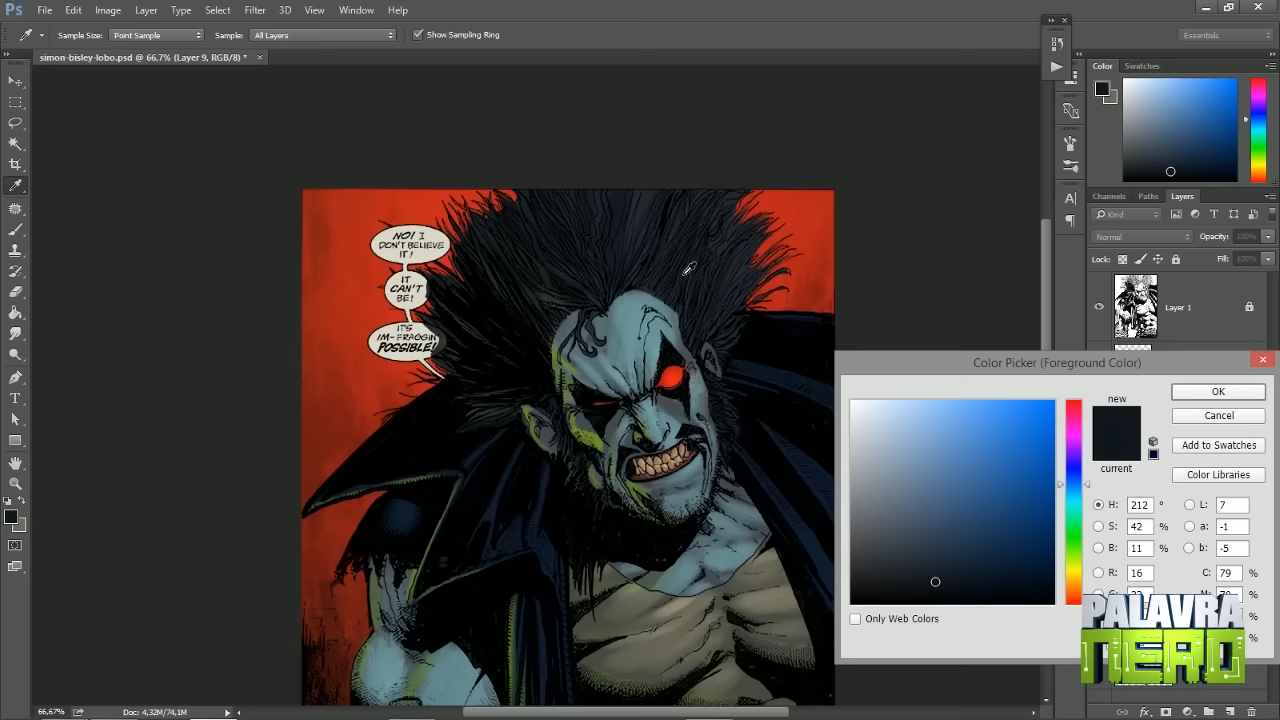 Ps File Edit Image Layer Type Select Filter 3D View Window Help
Sample Size: Point Sample Sample: All Layers Show Sampling Ring Essentials
simon-bisley-lobo.psd @ 66,7% (Layer 9, RGB/8) * ×
Color Swatches
Channels Paths Layers
Kind
Normal Opacity: 100%
Lock: Fill: 100%
Layer 1
NO! I
DON'T BELIEVE
IT!
IT
CAN'T
BE!
IT'S
IM-FRAGGIN
POSSIBLE!
Color Picker (Foreground Color)
new
current
OK
Cancel
Add to Swatches
Color Libraries
H: 212 ° L: 7
S: 42 % a: -1
B: 11 % b: -5
R: 16 C: 79 %
%
%
%
Only Web Colors
PALAVRA
NERD
66,67% Doc: 4,32M/74,1M